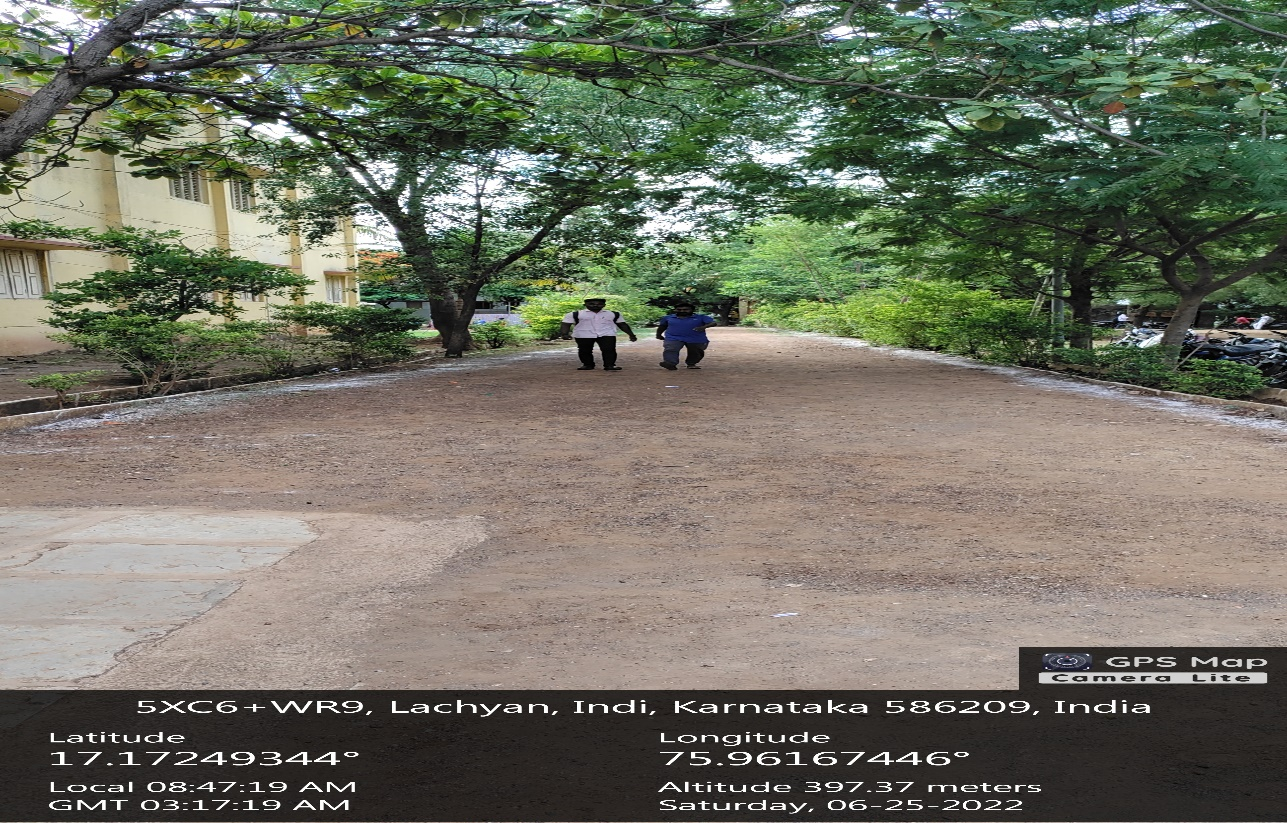 GPS Map
Camera Lite
5XC6+WR9, Lachyan, Indi, Karnataka 586209, India
Latitude
17.17249344°
Longitude
75.96167446°
Local 08:47:19 AM
GMT 03:17:19 AM
Altitude 397.37 meters
Saturday, 06-25-2022